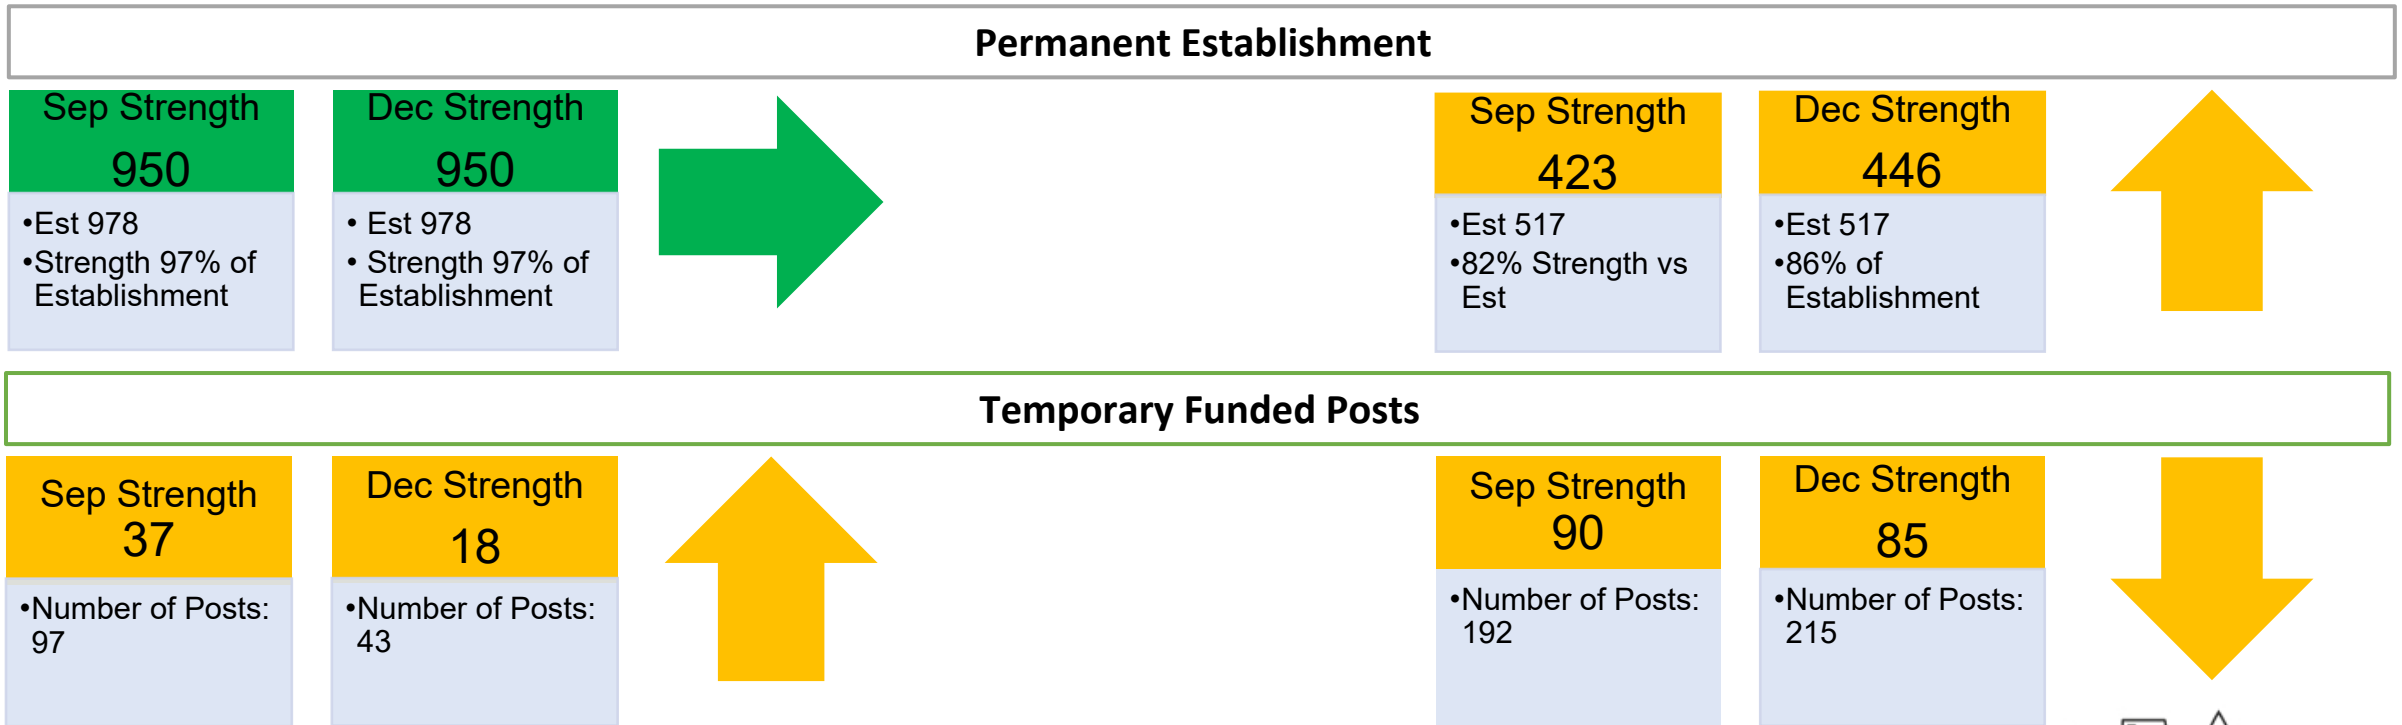 Permanent Establishment
Sep Strength
950
•Est 978
•Strength 97% of
Establishment
Dec Strength
950
• Est 978
• Strength 97% of
Establishment
Sep Strength
423
•Est 517
•82% Strength vs
Est
Dec Strength
446
•Est 517
•86% of
Establishment
Temporary Funded Posts
Sep Strength
37
•Number of Posts:
97
Dec Strength
18
•Number of Posts:
43
Sep Strength
90
•Number of Posts:
192
Dec Strength
85
•Number of Posts:
215